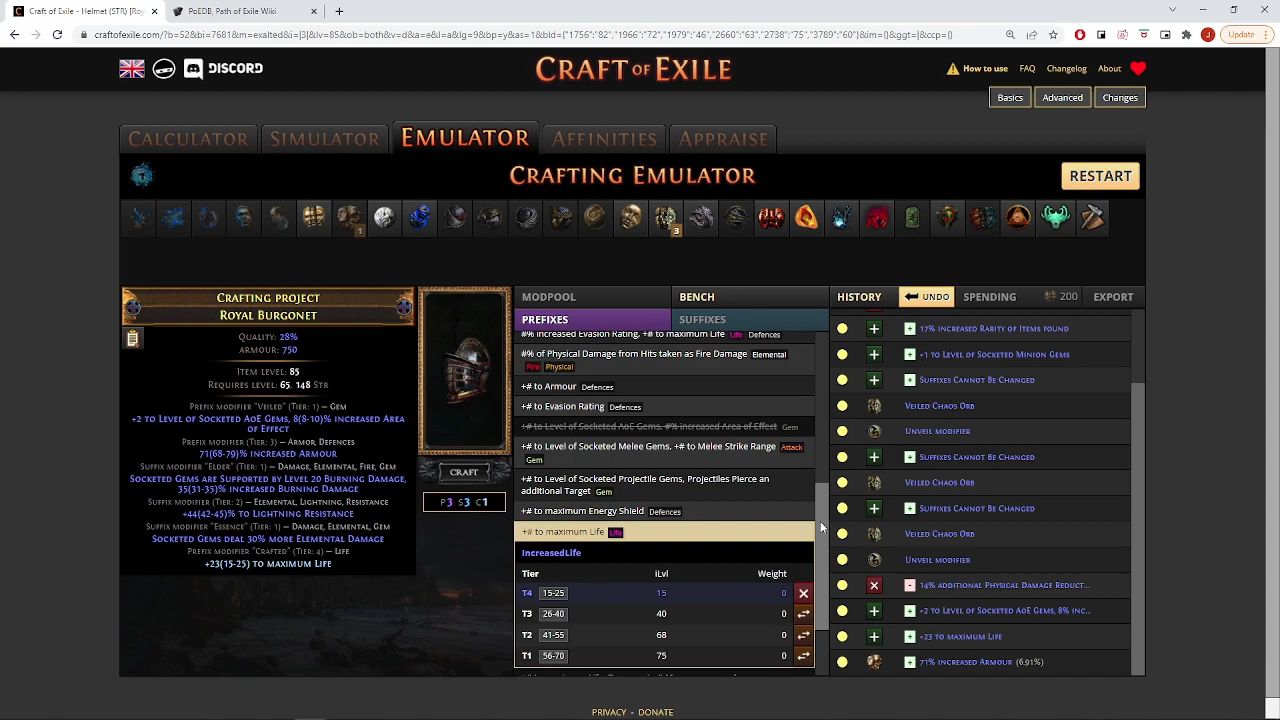 Craft of Exile - Helmet (STR) [Ro
PoEDB, Path of Exile Wiki
craftofexile.com/?b=52&bi=7681&m=exalted&i=|3|&lv=85&ob=both&v=d&a=e&l=a&lg=9&bp=y&as=1&bld={"1756":"82","1966":"72","1979":"46","2660":"63","2738":"75","3789":"60"}&im={}&ggt=|&ccp={}
Update
DISCORD
CRAFT OF EXILE
How to use
FAQ
Changelog
About
Basics
Advanced
Changes
CALCULATOR
SIMULATOR
EMULATOR
AFFINITIES
APPRAISE
CRAFTING EMULATOR
RESTART
1
3
CRAFTING PROJECT
ROYAL BURGONET
QUALITY: 28%
ARMOUR: 750
ITEM LEVEL: 85
REQUIRES LEVEL: 65, 148 STR
PREFIX MODIFIER "VEILED" (TIER: 1) — GEM
+2 TO LEVEL OF SOCKETED AOE GEMS, 8(8-10)% INCREASED AREA
OF EFFECT
PREFIX MODIFIER (TIER: 3) — ARMOR, DEFENCES
71(68-79)% INCREASED ARMOUR
SUFFIX MODIFIER "ELDER" (TIER: 1) — DAMAGE, ELEMENTAL, FIRE, GEM
SOCKETED GEMS ARE SUPPORTED BY LEVEL 20 BURNING DAMAGE,
35(31-35)% INCREASED BURNING DAMAGE
SUFFIX MODIFIER (TIER: 2) — ELEMENTAL, LIGHTNING, RESISTANCE
+44(42-45)% TO LIGHTNING RESISTANCE
SUFFIX MODIFIER "ESSENCE" (TIER: 1) — DAMAGE, ELEMENTAL, GEM
SOCKETED GEMS DEAL 30% MORE ELEMENTAL DAMAGE
PREFIX MODIFIER "CRAFTED" (TIER: 4) — LIFE
+23(15-25) TO MAXIMUM LIFE
CRAFT
P3 S3 C1
MODPOOL
BENCH
PREFIXES
SUFFIXES
#% increased Evasion Rating, +# to maximum Life Life Defences
#% of Physical Damage from Hits taken as Fire Damage Elemental
Fire Physical
+# to Armour Defences
+# to Evasion Rating Defences
+# to Level of Socketed AoE Gems, #% increased Area of Effect Gem
+# to Level of Socketed Melee Gems, +# to Melee Strike Range Attack
Gem
+# to Level of Socketed Projectile Gems, Projectiles Pierce an
additional Target Gem
+# to maximum Energy Shield Defences
+# to maximum Life Life
IncreasedLife
Tier iLvl Weight
T4 15-25 15 0
T3 26-40 40 0
T2 41-55 68 0
T1 56-70 75 0
HISTORY
UNDO
SPENDING
200
EXPORT
+ 17% INCREASED RARITY OF ITEMS FOUND
+ +1 TO LEVEL OF SOCKETED MINION GEMS
+ SUFFIXES CANNOT BE CHANGED
VEILED CHAOS ORB
UNVEIL MODIFIER
+ SUFFIXES CANNOT BE CHANGED
VEILED CHAOS ORB
+ SUFFIXES CANNOT BE CHANGED
VEILED CHAOS ORB
UNVEIL MODIFIER
- 14% ADDITIONAL PHYSICAL DAMAGE REDUCT...
+ +2 TO LEVEL OF SOCKETED AOE GEMS, 8% INC...
+ +23 TO MAXIMUM LIFE
+ 71% INCREASED ARMOUR (6.91%)
PRIVACY - DONATE